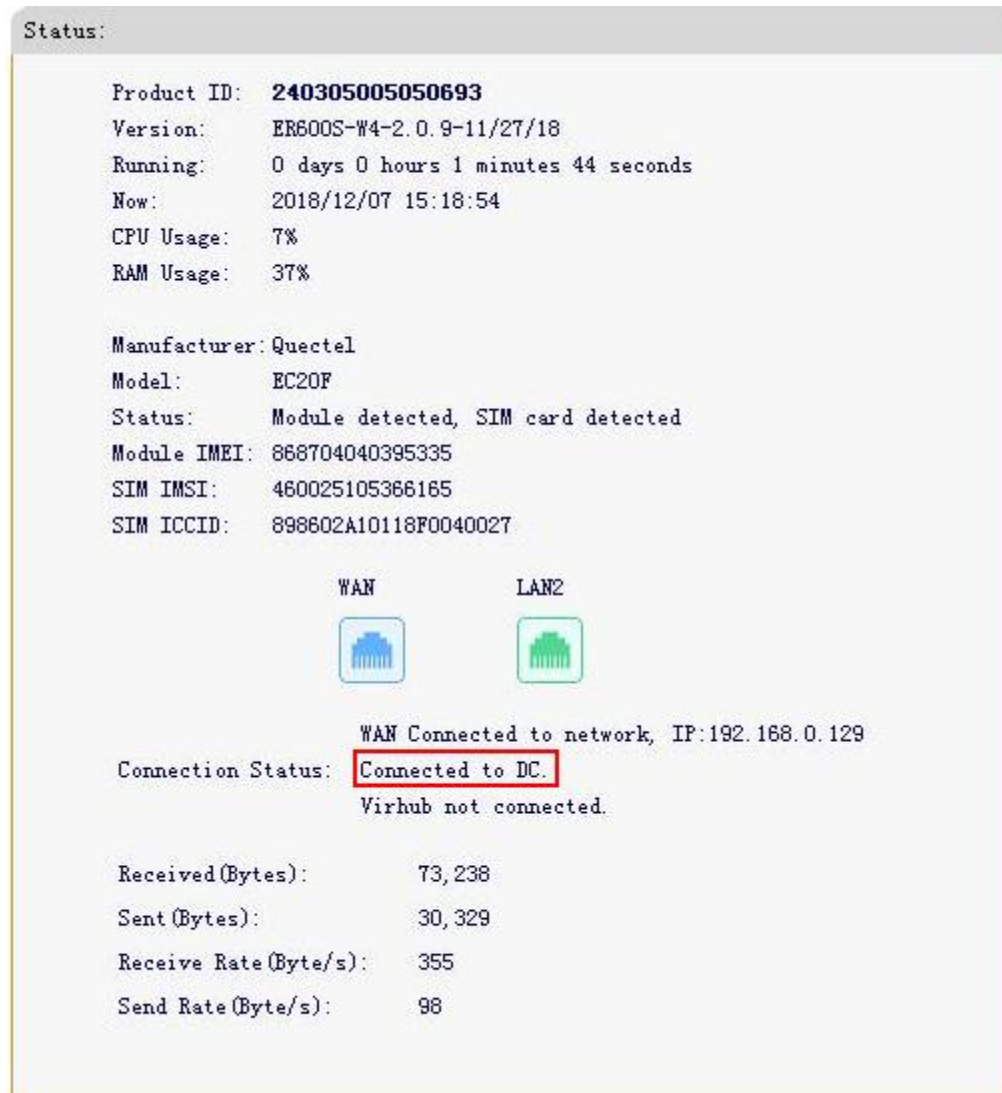 Status:
Product ID: 240305005050693
Version: ER600S-W4-2.0.9-11/27/18
Running: 0 days 0 hours 1 minutes 44 seconds
Now: 2018/12/07 15:18:54
CPU Usage: 7%
RAM Usage: 37%
Manufacturer: Quectel
Model: EC20F
Status: Module detected, SIM card detected
Module IMEI: 868704040395335
SIM IMSI: 460025105366165
SIM ICCID: 898602A10118F0040027
WAN LAN2
WAN Connected to network, IP:192.168.0.129
Connection Status: Connected to DC.
Virhub not connected.
Received(Bytes): 73,238
Sent(Bytes): 30,329
Receive Rate(Byte/s): 355
Send Rate(Byte/s): 98